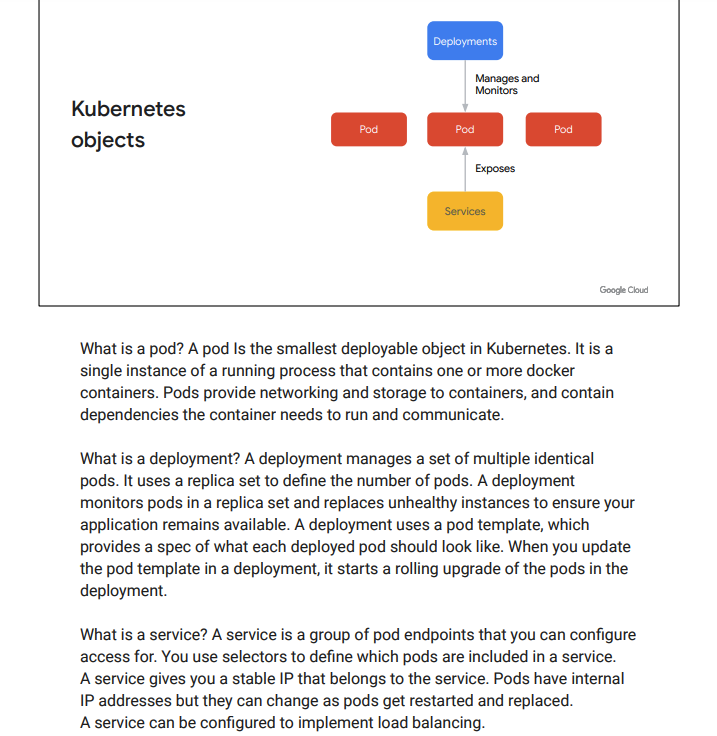 Deployments
Manages and
Monitors
Kubernetes
objects
Pod
Pod
Pod
Exposes
Services
Google Cloud
What is a pod? A pod Is the smallest deployable object in Kubernetes. It is a
single instance of a running process that contains one or more docker
containers. Pods provide networking and storage to containers, and contain
dependencies the container needs to run and communicate.
What is a deployment? A deployment manages a set of multiple identical
pods. It uses a replica set to define the number of pods. A deployment
monitors pods in a replica set and replaces unhealthy instances to ensure your
application remains available. A deployment uses a pod template, which
provides a spec of what each deployed pod should look like. When you update
the pod template in a deployment, it starts a rolling upgrade of the pods in the
deployment.
What is a service? A service is a group of pod endpoints that you can configure
access for. You use selectors to define which pods are included in a service.
A service gives you a stable IP that belongs to the service. Pods have internal
IP addresses but they can change as pods get restarted and replaced.
A service can be configured to implement load balancing.